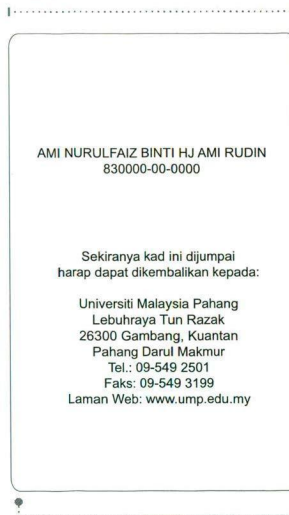 AMI NURULFAIZ BINTI HJ AMI RUDIN
830000-00-0000
Sekiranya kad ini dijumpai
harap dapat dikembalikan kepada:
Universiti Malaysia Pahang
Lebuhraya Tun Razak
26300 Gambang, Kuantan
Pahang Darul Makmur
Tel.: 09-549 2501
Faks: 09-549 3199
Laman Web: www.ump.edu.my